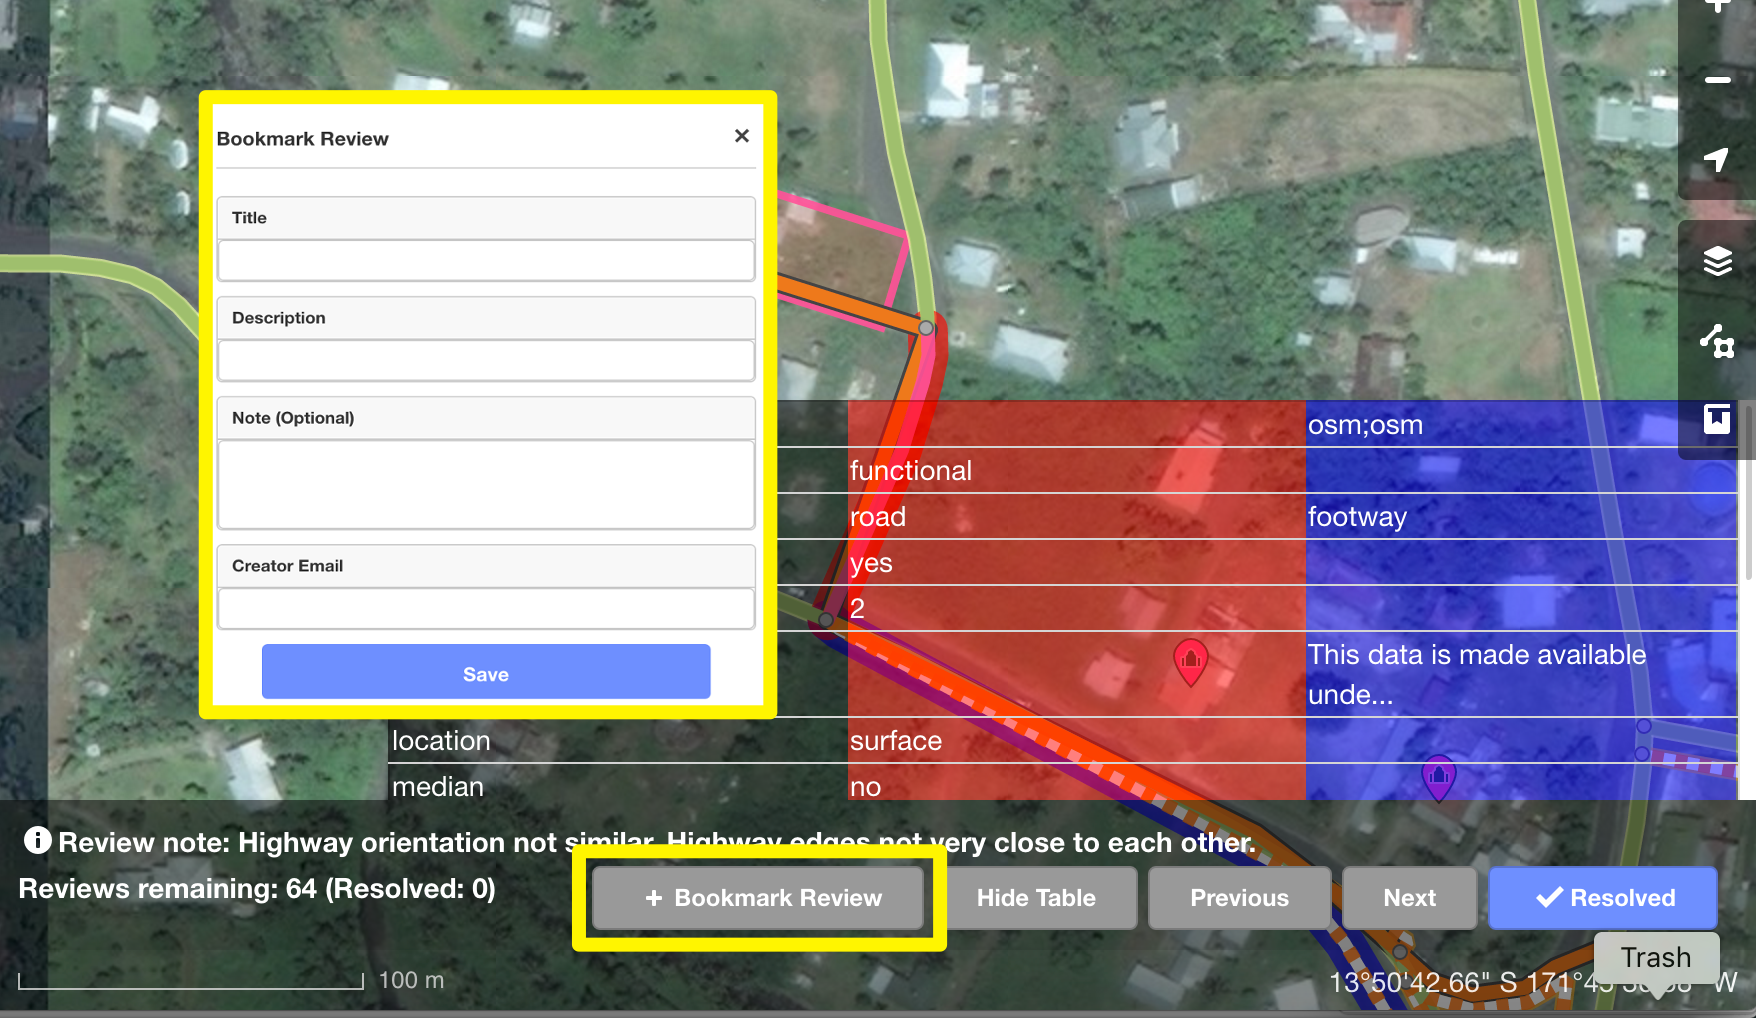 Bookmark Review
Title
Description
Note (Optional)
Creator Email
Save
osm;osm
functional
road footway
yes
2
This data is made available
unde...
location surface
median no
Review note: Highway orientation not similar. Highway edges not very close to each other.
Reviews remaining: 64 (Resolved: 0)
+ Bookmark Review
Hide Table
Previous
Next
Resolved
Trash
100 m
13°50'42.66" S W